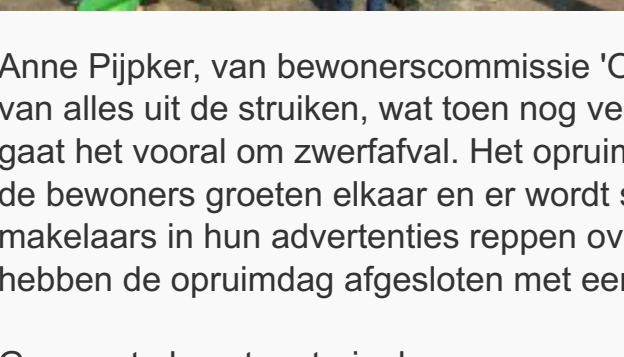 Anne Pijpker, van bewonerscommissie 'O
van alles uit de struiken, wat toen nog ve
gaat het vooral om zwerfafval. Het opruim
de bewoners groeten elkaar en er wordt s
makelaars in hun advertenties reppen ov
hebben de opruimdag afgesloten met een